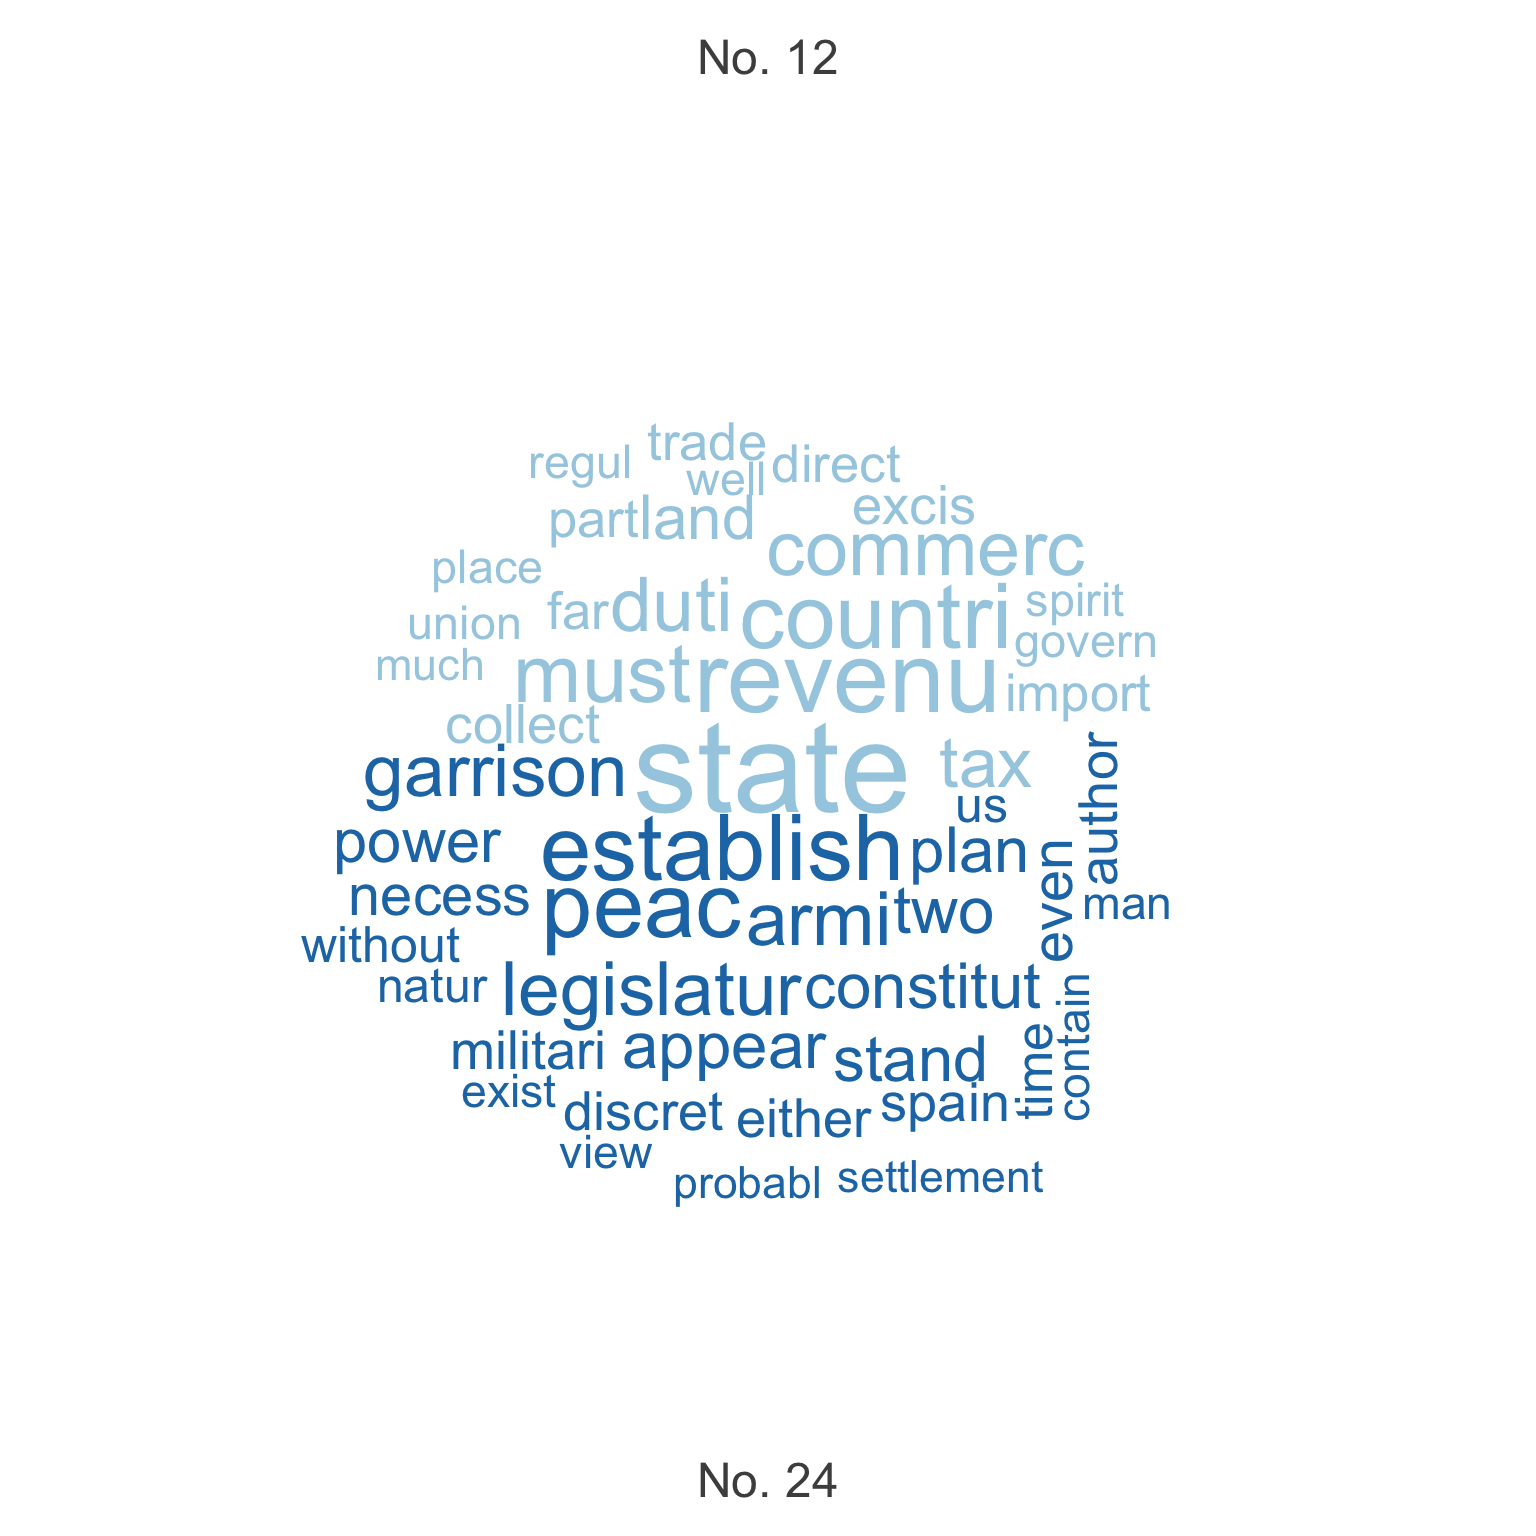 No. 12
trade
regul
well
direct
part
land
excis
commerc
place
far
duti
countri
spirit
union
govern
much
must
revenu
import
collect
state
tax
author
garrison
us
power
establish
plan
even
necess
peac
armi
two
man
without
natur
legislatur
constitut
contain
militari
appear
stand
time
exist
discret
either
spain
view
probabl
settlement
No. 24